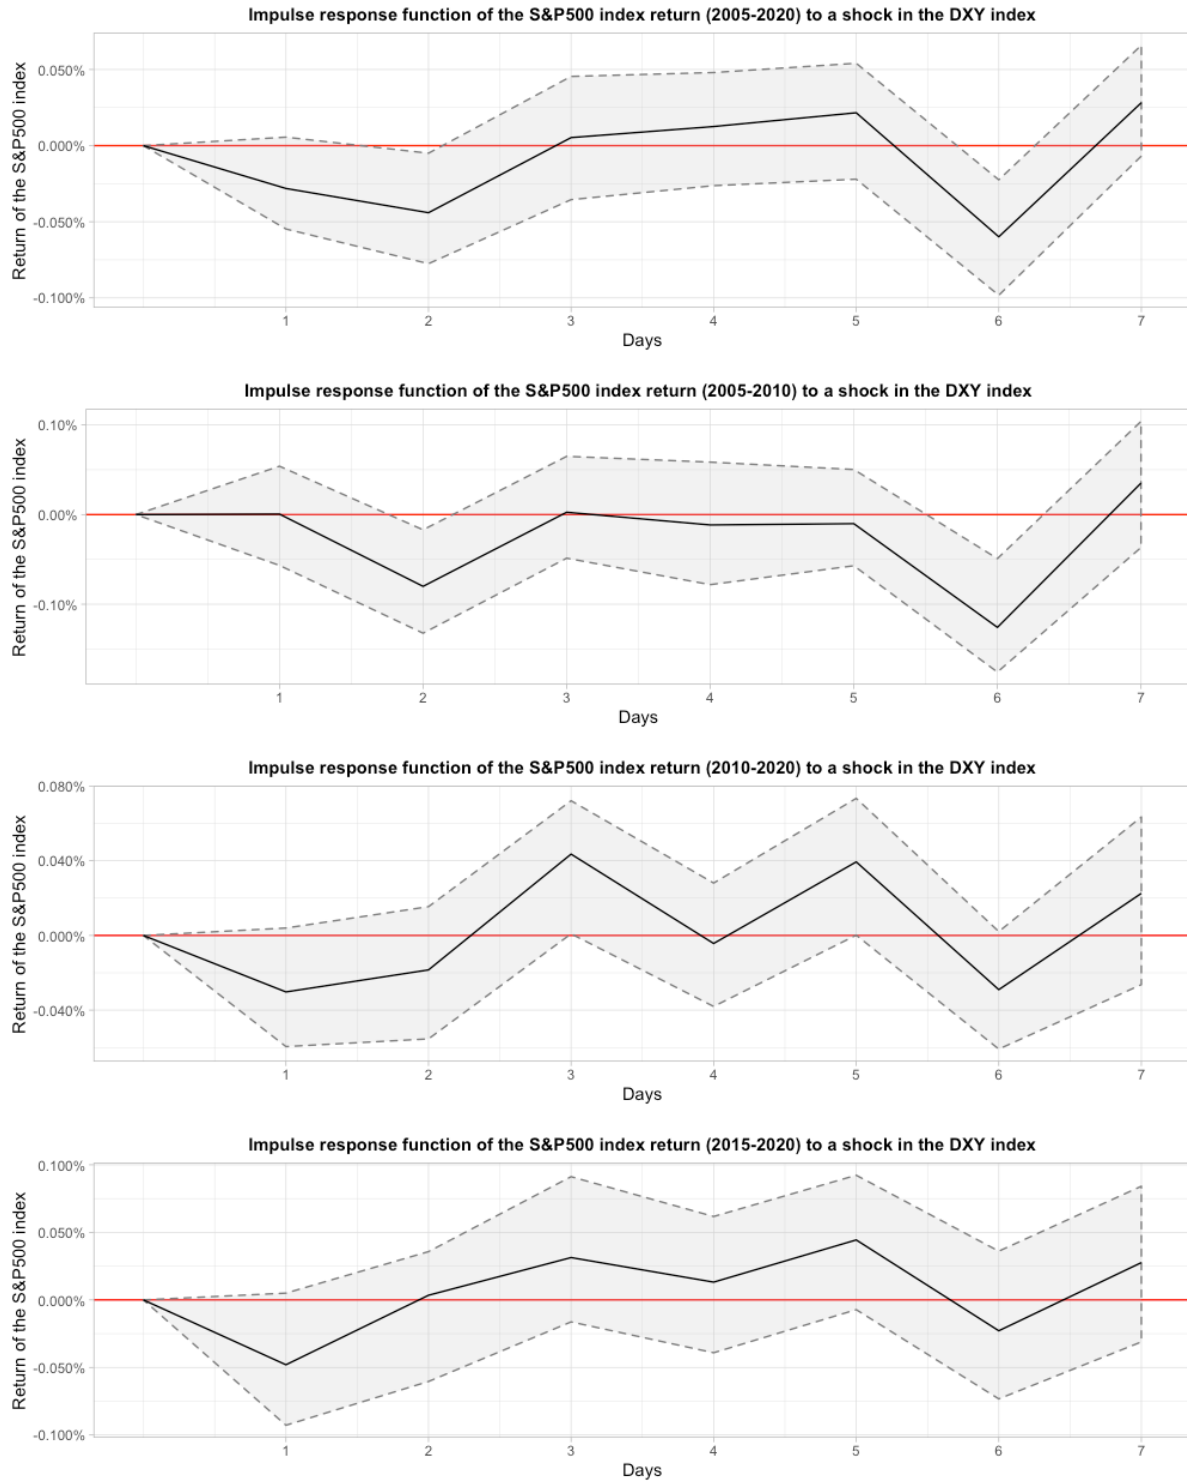 Impulse response function of the S&P500 index return (2005-2020) to a shock in the DXY index
Return of the S&P500 index
0.050%
0.000%
-0.050%
-0.100%
1 2 3 4 5 6 7
Days
Impulse response function of the S&P500 index return (2005-2010) to a shock in the DXY index
Return of the S&P500 index
0.10%
0.00%
-0.10%
1 2 3 4 5 6 7
Days
Impulse response function of the S&P500 index return (2010-2020) to a shock in the DXY index
Return of the S&P500 index
0.080%
0.040%
0.000%
-0.040%
1 2 3 4 5 6 7
Days
Impulse response function of the S&P500 index return (2015-2020) to a shock in the DXY index
Return of the S&P500 index
0.100%
0.050%
0.000%
-0.050%
-0.100%
1 2 3 4 5 6 7
Days